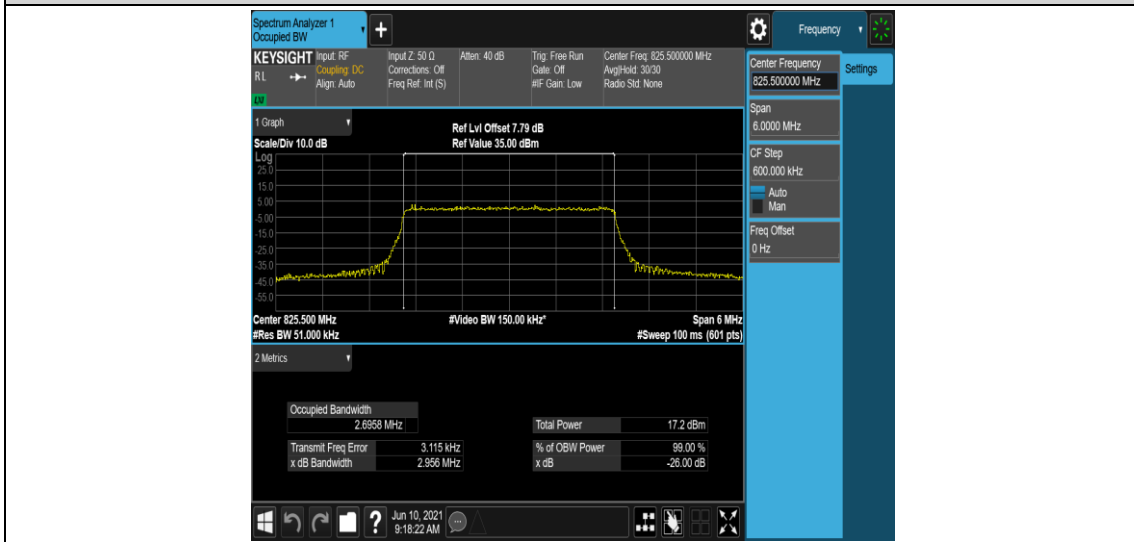 Spectrum Analyzer 1
Occupied BW
+
Frequency
KEYSIGHT
RL
LNI
Input: RF
Coupling: DC
Align: Auto
Input Z: 50 Ω
Corrections: Off
Freq Ref: Int (S)
Atten: 40 dB
Trig: Free Run
Gate: Off
#IF Gain: Low
Center Freq: 825.500000 MHz
Avg|Hold: 30/30
Radio Std: None
Center Frequency
825.500000 MHz
Settings
Span
6.0000 MHz
CF Step
600.000 kHz
Auto
Man
Freq Offset
0 Hz
1 Graph
Scale/Div 10.0 dB
Ref Lvl Offset 7.79 dB
Ref Value 35.00 dBm
Log
25.0
15.0
5.00
-5.00
-15.0
-25.0
-35.0
-45.0
-55.0
Center 825.500 MHz
#Video BW 150.00 kHz*
Span 6 MHz
#Res BW 51.000 kHz
#Sweep 100 ms (601 pts)
2 Metrics
Occupied Bandwidth
2.6958 MHz
Total Power 17.2 dBm
Transmit Freq Error 3.115 kHz
% of OBW Power 99.00 %
x dB Bandwidth 2.956 MHz
x dB -26.00 dB
?
Jun 10, 2021
9:18:22 AM